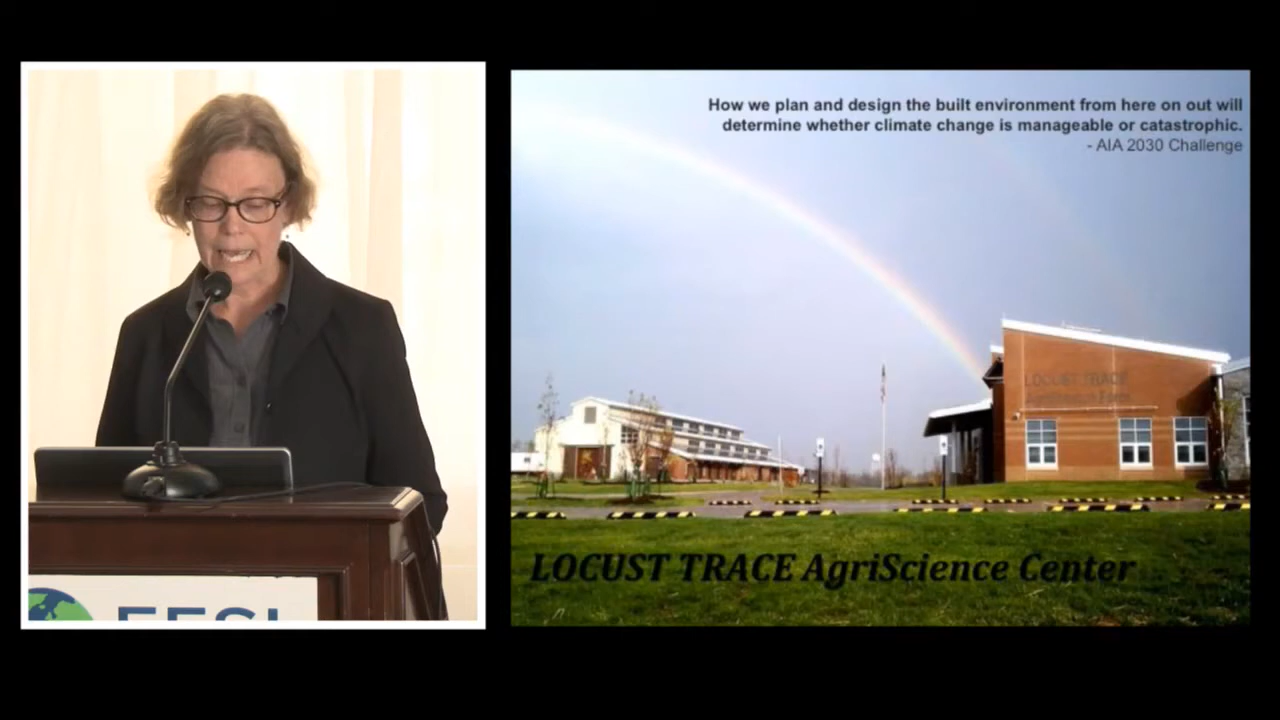 How we plan and design the built environment from here on out will
determine whether climate change is manageable or catastrophic.
- AIA 2030 Challenge
LOCUST TRACE
LOCUST TRACE AgriScience Center
EESI